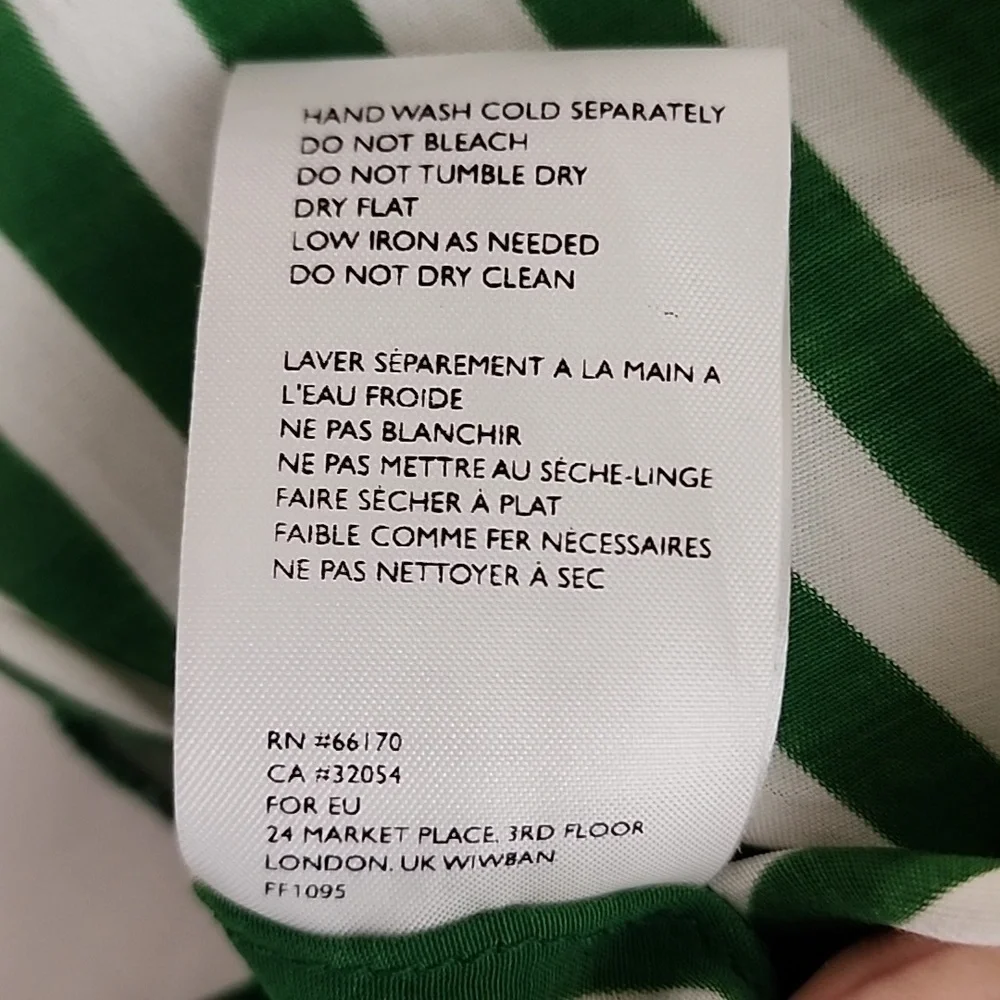 HAND WASH COLD SEPARATELY
DO NOT BLEACH
DO NOT TUMBLE DRY
DRY FLAT
LOW IRON AS NEEDED
DO NOT DRY CLEAN
LAVER SÉPAREMENT A LA MAIN A
L'EAU FROIDE
NE PAS BLANCHIR
NE PAS METTRE AU SÉCHE-LINGE
FAIRE SÉCHER À PLAT
FAIBLE COMME FER NÉCESSAIRES
NE PAS NETTOYER À SEC
RN #66170
CA #32054
FOR EU
24 MARKET PLACE, 3RD FLOOR
LONDON, UK W1W8AN
FF1095